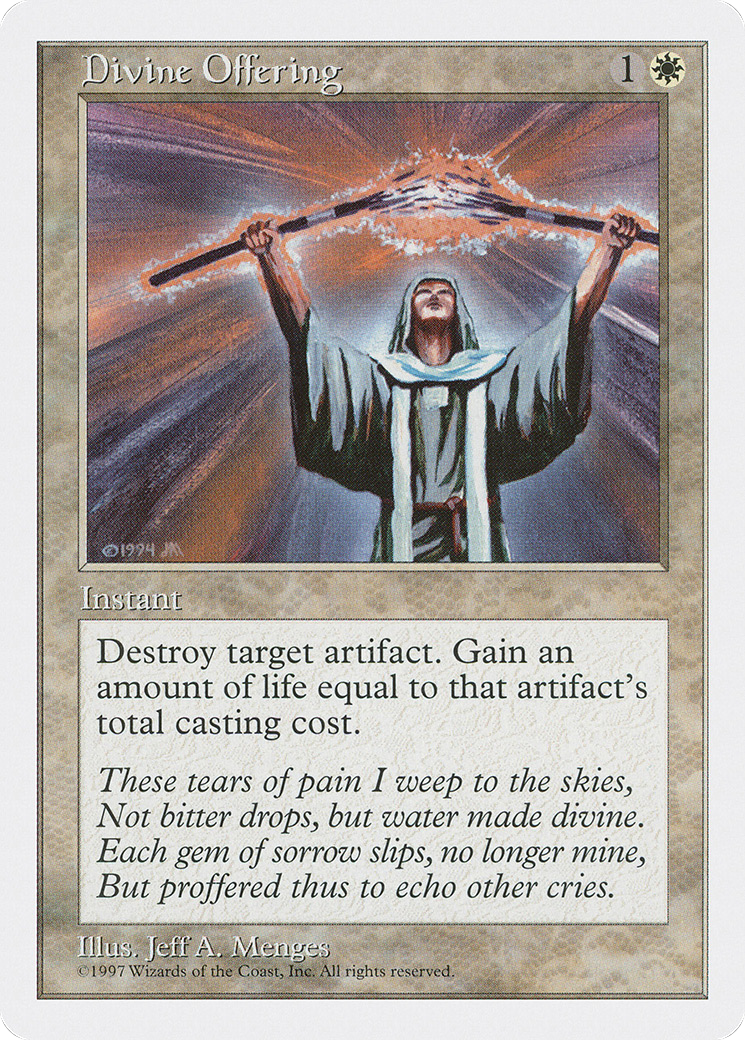 Divine Offering 1
©1994 JM
Instant
Destroy target artifact. Gain an
amount of life equal to that artifact's
total casting cost.
These tears of pain I weep to the skies,
Not bitter drops, but water made divine.
Each gem of sorrow slips, no longer mine,
But proffered thus to echo other cries.
Illus. Jeff A. Menges
©1997 Wizards of the Coast, Inc. All rights reserved.